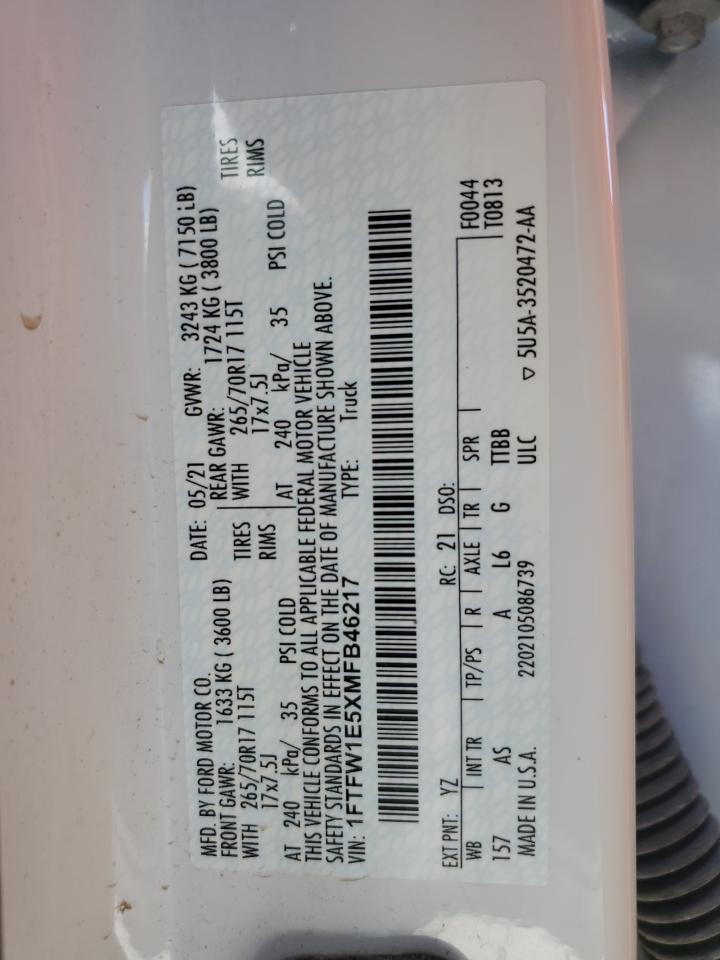 MFD. BY FORD MOTOR CO.
DATE: 05/21 GVWR: 3243 KG ( 7150 LB)
FRONT GAWR: 1633 KG ( 3600 LB)
REAR GAWR: 1724 KG ( 3800 LB)
WITH 265/70R17 115T TIRES
WITH 265/70R17 115T TIRES
17x7.5J RIMS
17x7.5J RIMS
AT 240 kPa/ 35 PSI COLD
AT 240 kPa/ 35 PSI COLD
THIS VEHICLE CONFORMS TO ALL APPLICABLE FEDERAL MOTOR VEHICLE
SAFETY STANDARDS IN EFFECT ON THE DATE OF MANUFACTURE SHOWN ABOVE.
VIN: 1FTFW1E5XMFB46217 TYPE: Truck
EXT PNT: YZ RC: 21 DSO: F0044
WB INT TR TP/PS R AXLE TR SPR T0813
157 AS A L6 G TTBB
MADE IN U.S.A. 2202105086739 ULC ▽ 5U5A-3520472-AA